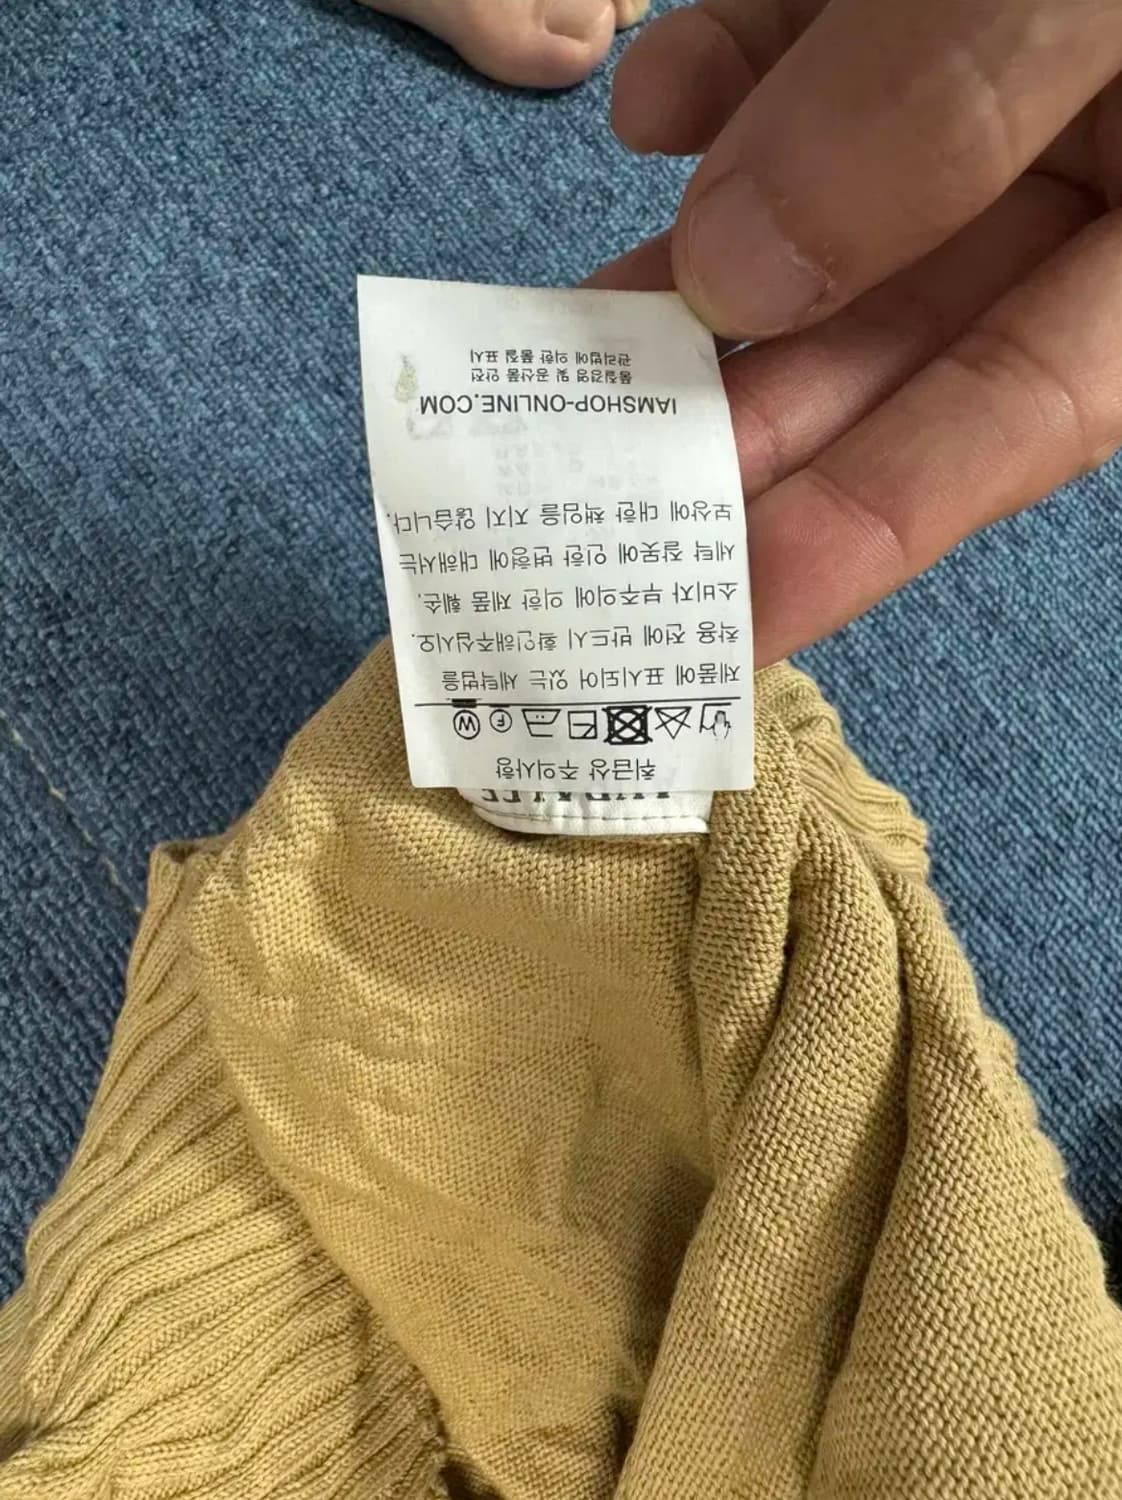 취급상 주의사항
W F
제품에 표시되어 있는 세탁법을
착용 전에 반드시 확인해주십시오.
소비자 부주의에 의한 제품 훼손,
세탁 잘못에 인한 변형에 대해서는
보상에 대한 책임을 지지 않습니다.
IAMSHOP-ONLINE.COM
품질경영 및 공산품 안전
관리법에 의한 품질 표시